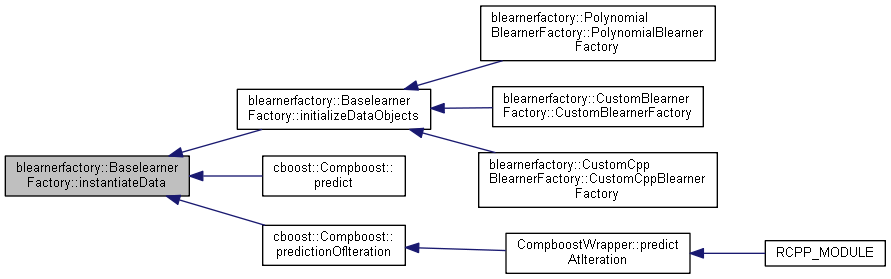 blearnerfactory::Polynomial
BlearnerFactory::PolynomialBlearner
Factory
blearnerfactory::Baselearner
Factory::initializeDataObjects
blearnerfactory::CustomBlearner
Factory::CustomBlearnerFactory
blearnerfactory::CustomCpp
BlearnerFactory::CustomCppBlearner
Factory
blearnerfactory::Baselearner
Factory::instantiateData
cboost::Compboost::
predict
cboost::Compboost::
predictionOfIteration
CompboostWrapper::predict
AtIteration
RCPP_MODULE